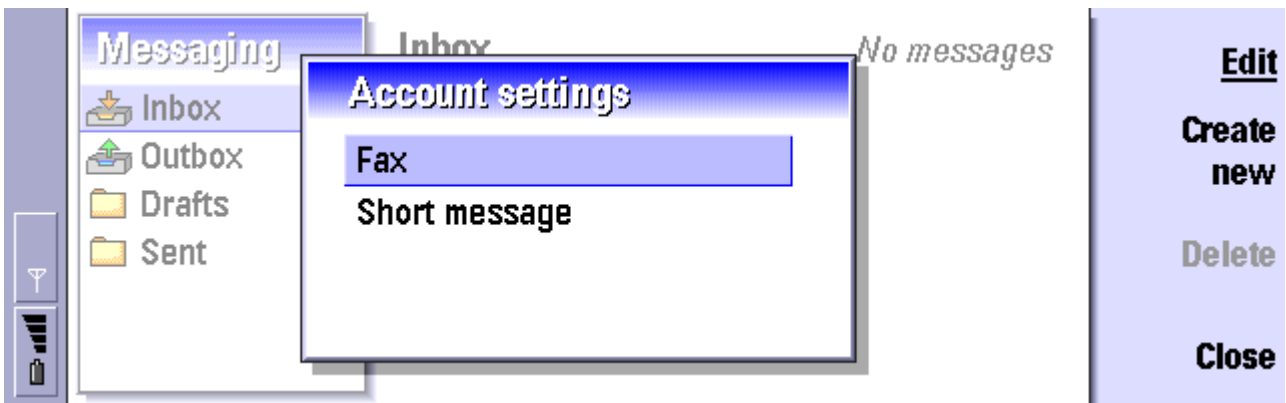 Messaging
Inbox
Outbox
Drafts
Sent
Inbox
No messages
Account settings
Fax
Short message
Edit
Create
new
Delete
Close